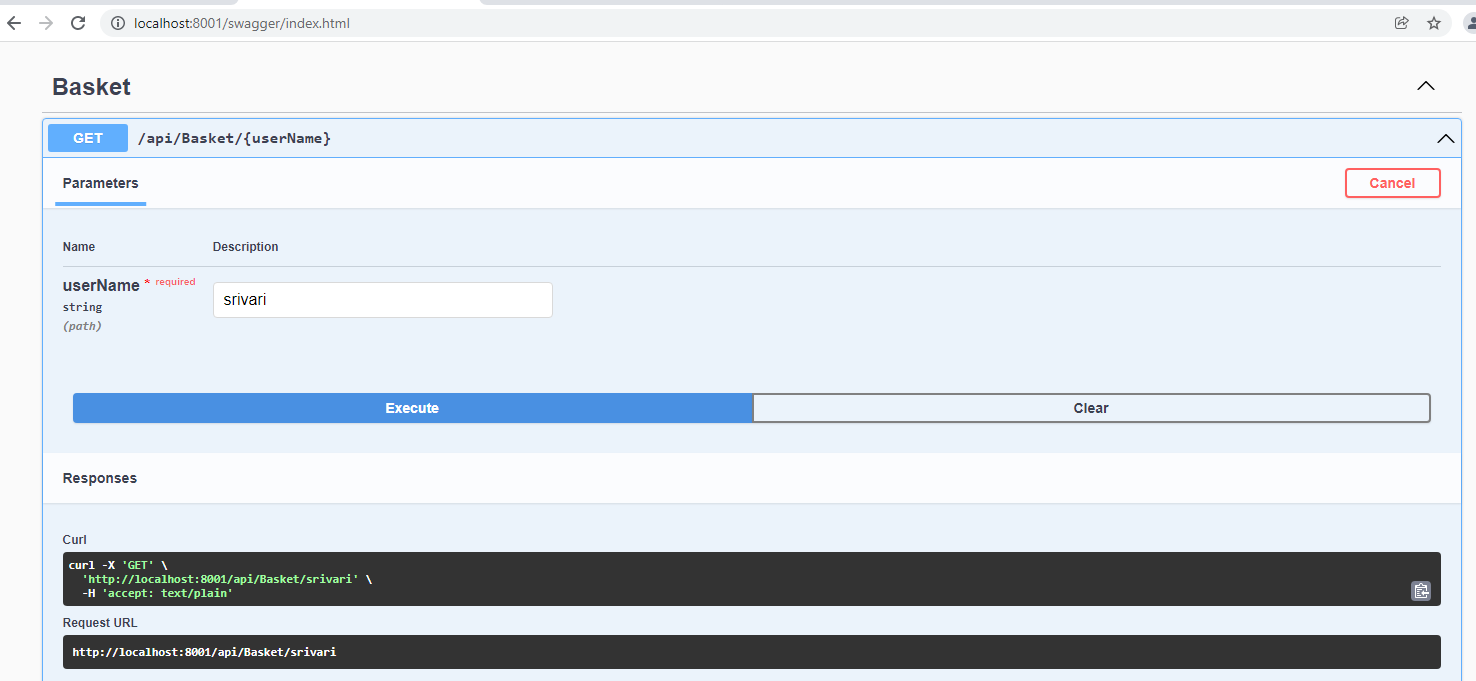 localhost:8001/swagger/index.html
Basket
GET /api/Basket/{userName}
Parameters
Cancel
Name Description
userName * required
string
(path)
srivari
Execute Clear
Responses
Curl
curl -X 'GET' \
'http://localhost:8001/api/Basket/srivari' \
-H 'accept: text/plain'
Request URL
http://localhost:8001/api/Basket/srivari